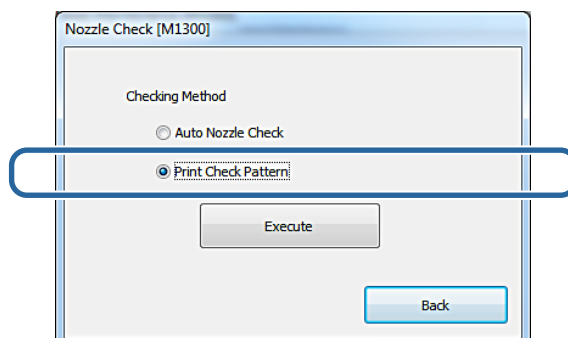 Nozzle Check [M1300]
Checking Method
Auto Nozzle Check
Print Check Pattern
Execute
Back